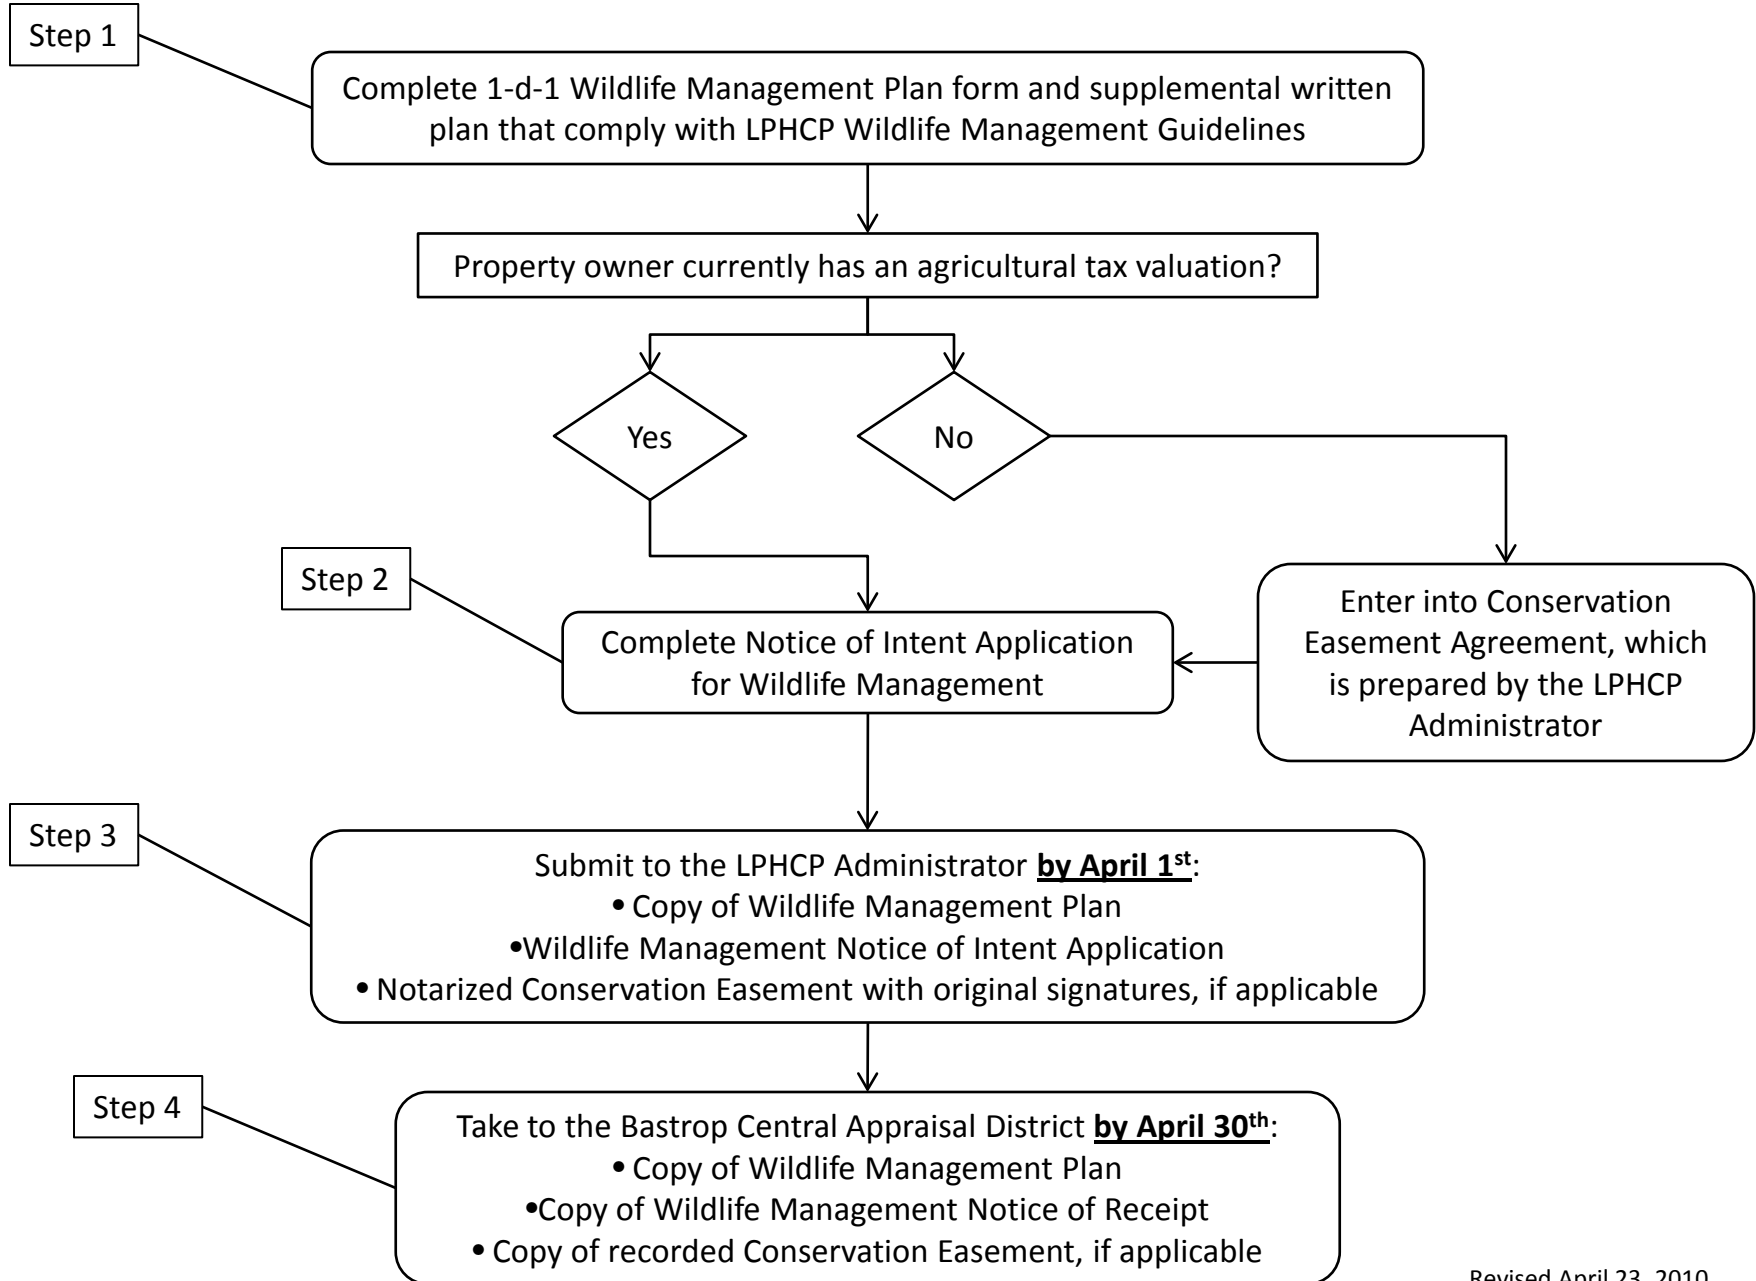 Step 1
Complete 1-d-1 Wildlife Management Plan form and supplemental written
plan that comply with LPHCP Wildlife Management Guidelines
Property owner currently has an agricultural tax valuation?
Yes
No
Step 2
Complete Notice of Intent Application
for Wildlife Management
Enter into Conservation
Easement Agreement, which
is prepared by the LPHCP
Administrator
Step 3
Submit to the LPHCP Administrator by April 1st:
• Copy of Wildlife Management Plan
•Wildlife Management Notice of Intent Application
• Notarized Conservation Easement with original signatures, if applicable
Step 4
Take to the Bastrop Central Appraisal District by April 30th:
• Copy of Wildlife Management Plan
•Copy of Wildlife Management Notice of Receipt
• Copy of recorded Conservation Easement, if applicable
Revised April 23, 2010